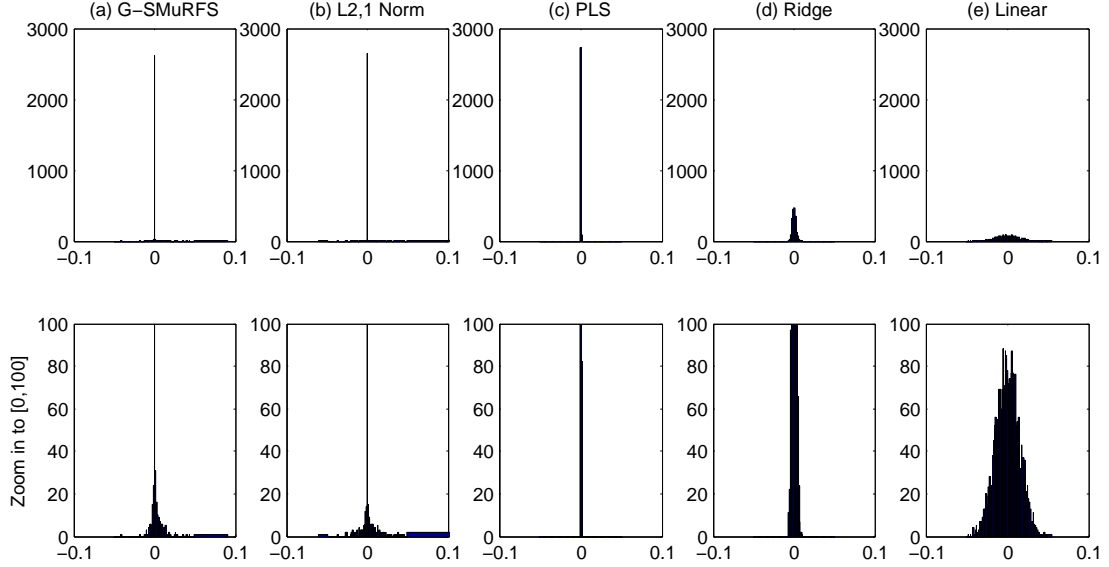 (a) G−SMuRFS
(b) L2,1 Norm
(c) PLS
(d) Ridge
(e) Linear
3000 3000 3000 3000 3000
2000 2000 2000 2000 2000
1000 1000 1000 1000 1000
0 0 0 0 0
−0.1 0 0.1 −0.1 0 0.1 −0.1 0 0.1 −0.1 0 0.1 −0.1 0 0.1
Zoom in to [0,100]
100 100 100 100 100
80 80 80 80 80
60 60 60 60 60
40 40 40 40 40
20 20 20 20 20
0 0 0 0 0
−0.1 0 0.1 −0.1 0 0.1 −0.1 0 0.1 −0.1 0 0.1 −0.1 0 0.1